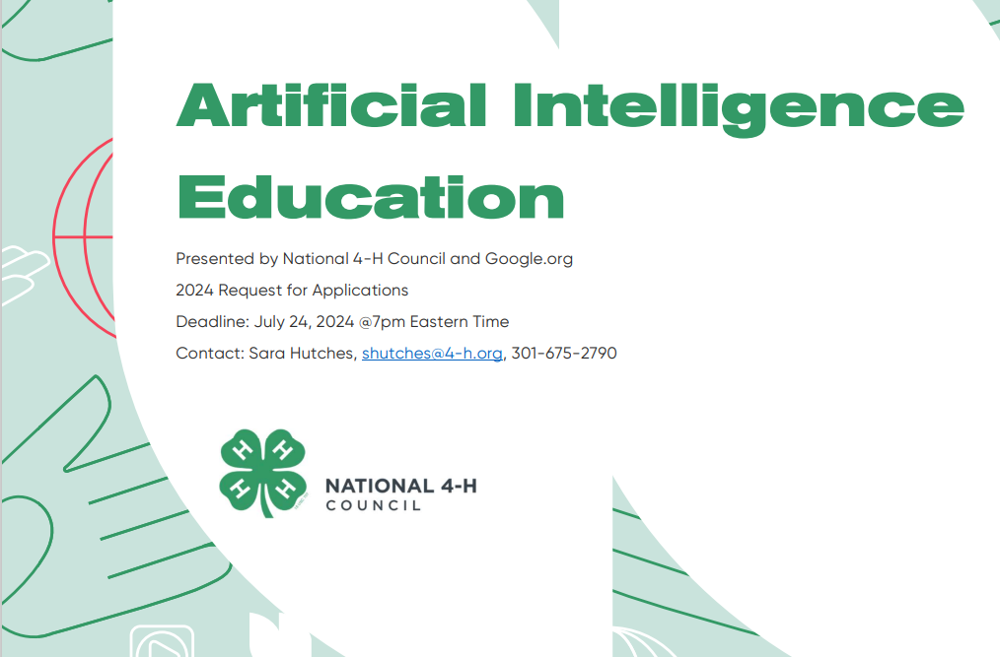 Artificial Intelligence
Education
Presented by National 4-H Council and Google.org
2024 Request for Applications
Deadline: July 24, 2024 @7pm Eastern Time
Contact: Sara Hutches, shutches@4-h.org, 301-675-2790
H H
H H
NATIONAL 4-H
COUNCIL